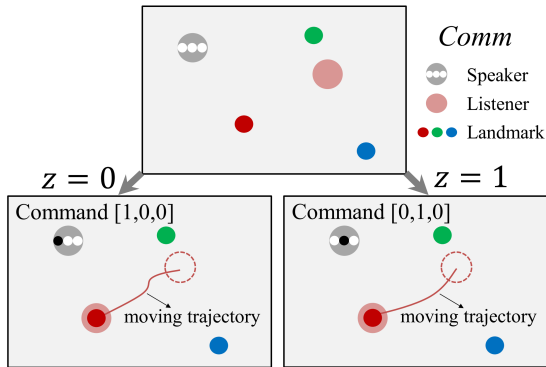 Comm
Speaker
Listener
Landmark
z = 0
z = 1
Command [1,0,0]
moving trajectory
Command [0,1,0]
moving trajectory